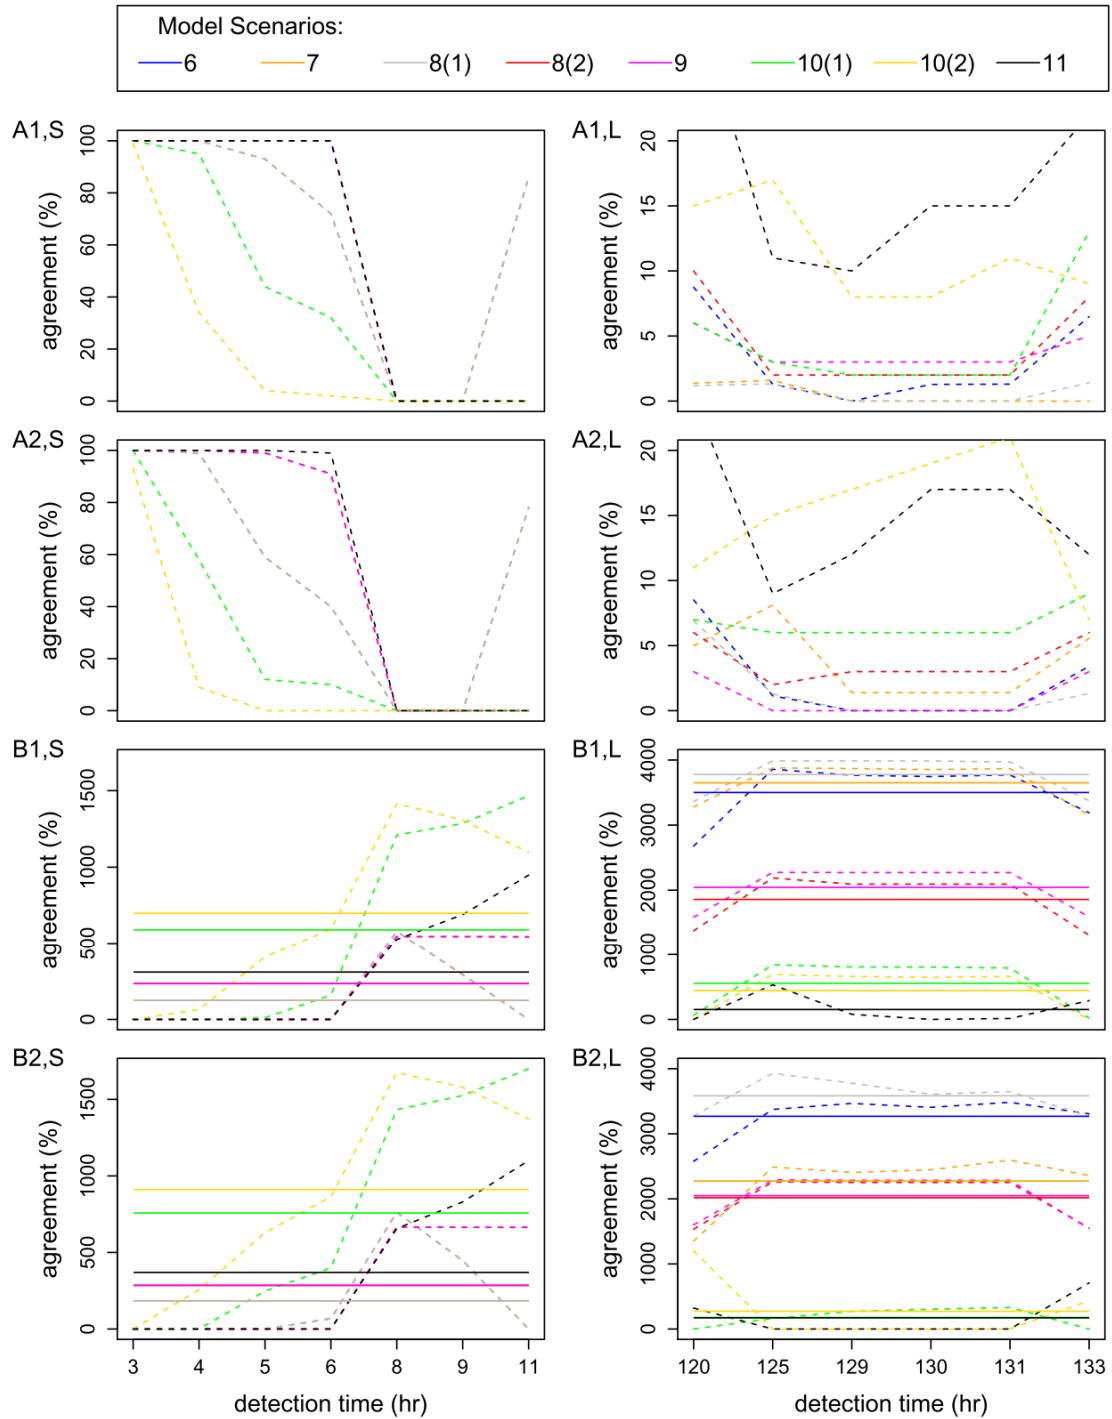 Model Scenarios:
6 7 8(1) 8(2) 9 10(1) 10(2) 11
A1,S
agreement (%)
0 20 40 60 80 100
A1,L
agreement (%)
0 5 10 15 20
A2,S
agreement (%)
0 20 40 60 80 100
A2,L
agreement (%)
0 5 10 15 20
B1,S
agreement (%)
0 500 1000 1500
B1,L
agreement (%)
0 1000 2000 3000 4000
B2,S
agreement (%)
0 500 1000 1500
3 4 5 6 8 9 11
detection time (hr)
B2,L
agreement (%)
0 1000 2000 3000 4000
120 125 129 130 131 133
detection time (hr)